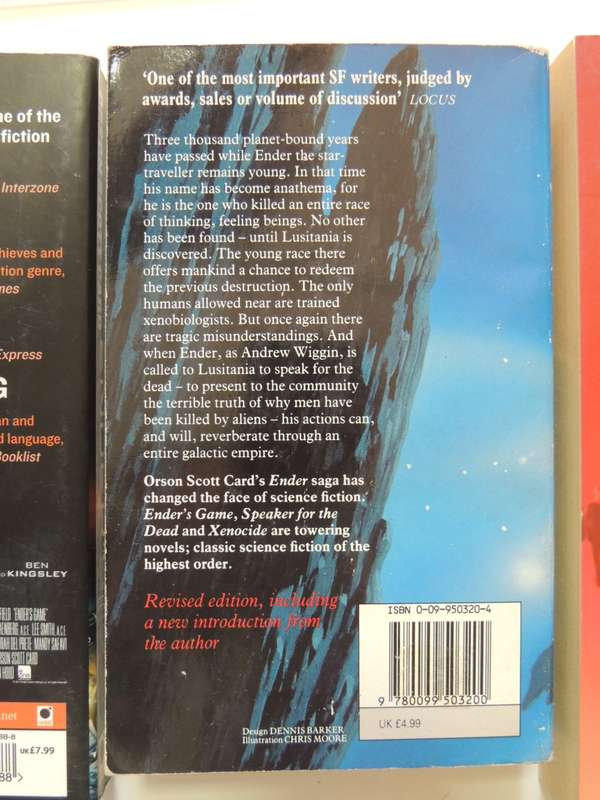 ne of the
fiction
Interzone
chieves and
ction genre,
mes
Express
G
an and
d language,
Booklist
BEN
KINGSLEY
.net
UK£7.99
88>
'One of the most important SF writers, judged by
awards, sales or volume of discussion' LOCUS
Three thousand planet-bound years
have passed while Ender the star-
traveller remains young. In that time
his name has become anathema, for
he is the one who killed an entire race
of thinking, feeling beings. No other
has been found – until Lusitania is
discovered. The young race there
offers mankind a chance to redeem
the previous destruction. The only
humans allowed near are trained
xenobiologists. But once again there
are tragic misunderstandings. And
when Ender, as Andrew Wiggin, is
called to Lusitania to speak for the
dead – to present to the community
the terrible truth of why men have
been killed by aliens – his actions can,
and will, reverberate through an
entire galactic empire.
Orson Scott Card's Ender saga has
changed the face of science fiction.
Ender's Game, Speaker for the
Dead and Xenocide are towering
novels; classic science fiction of the
highest order.
Revised edition, including
a new introduction from
the author
ISBN 0-09-950320-4
9 780099 503200
UK £4.99
Design DENNIS BARKER
Illustration CHRIS MOORE